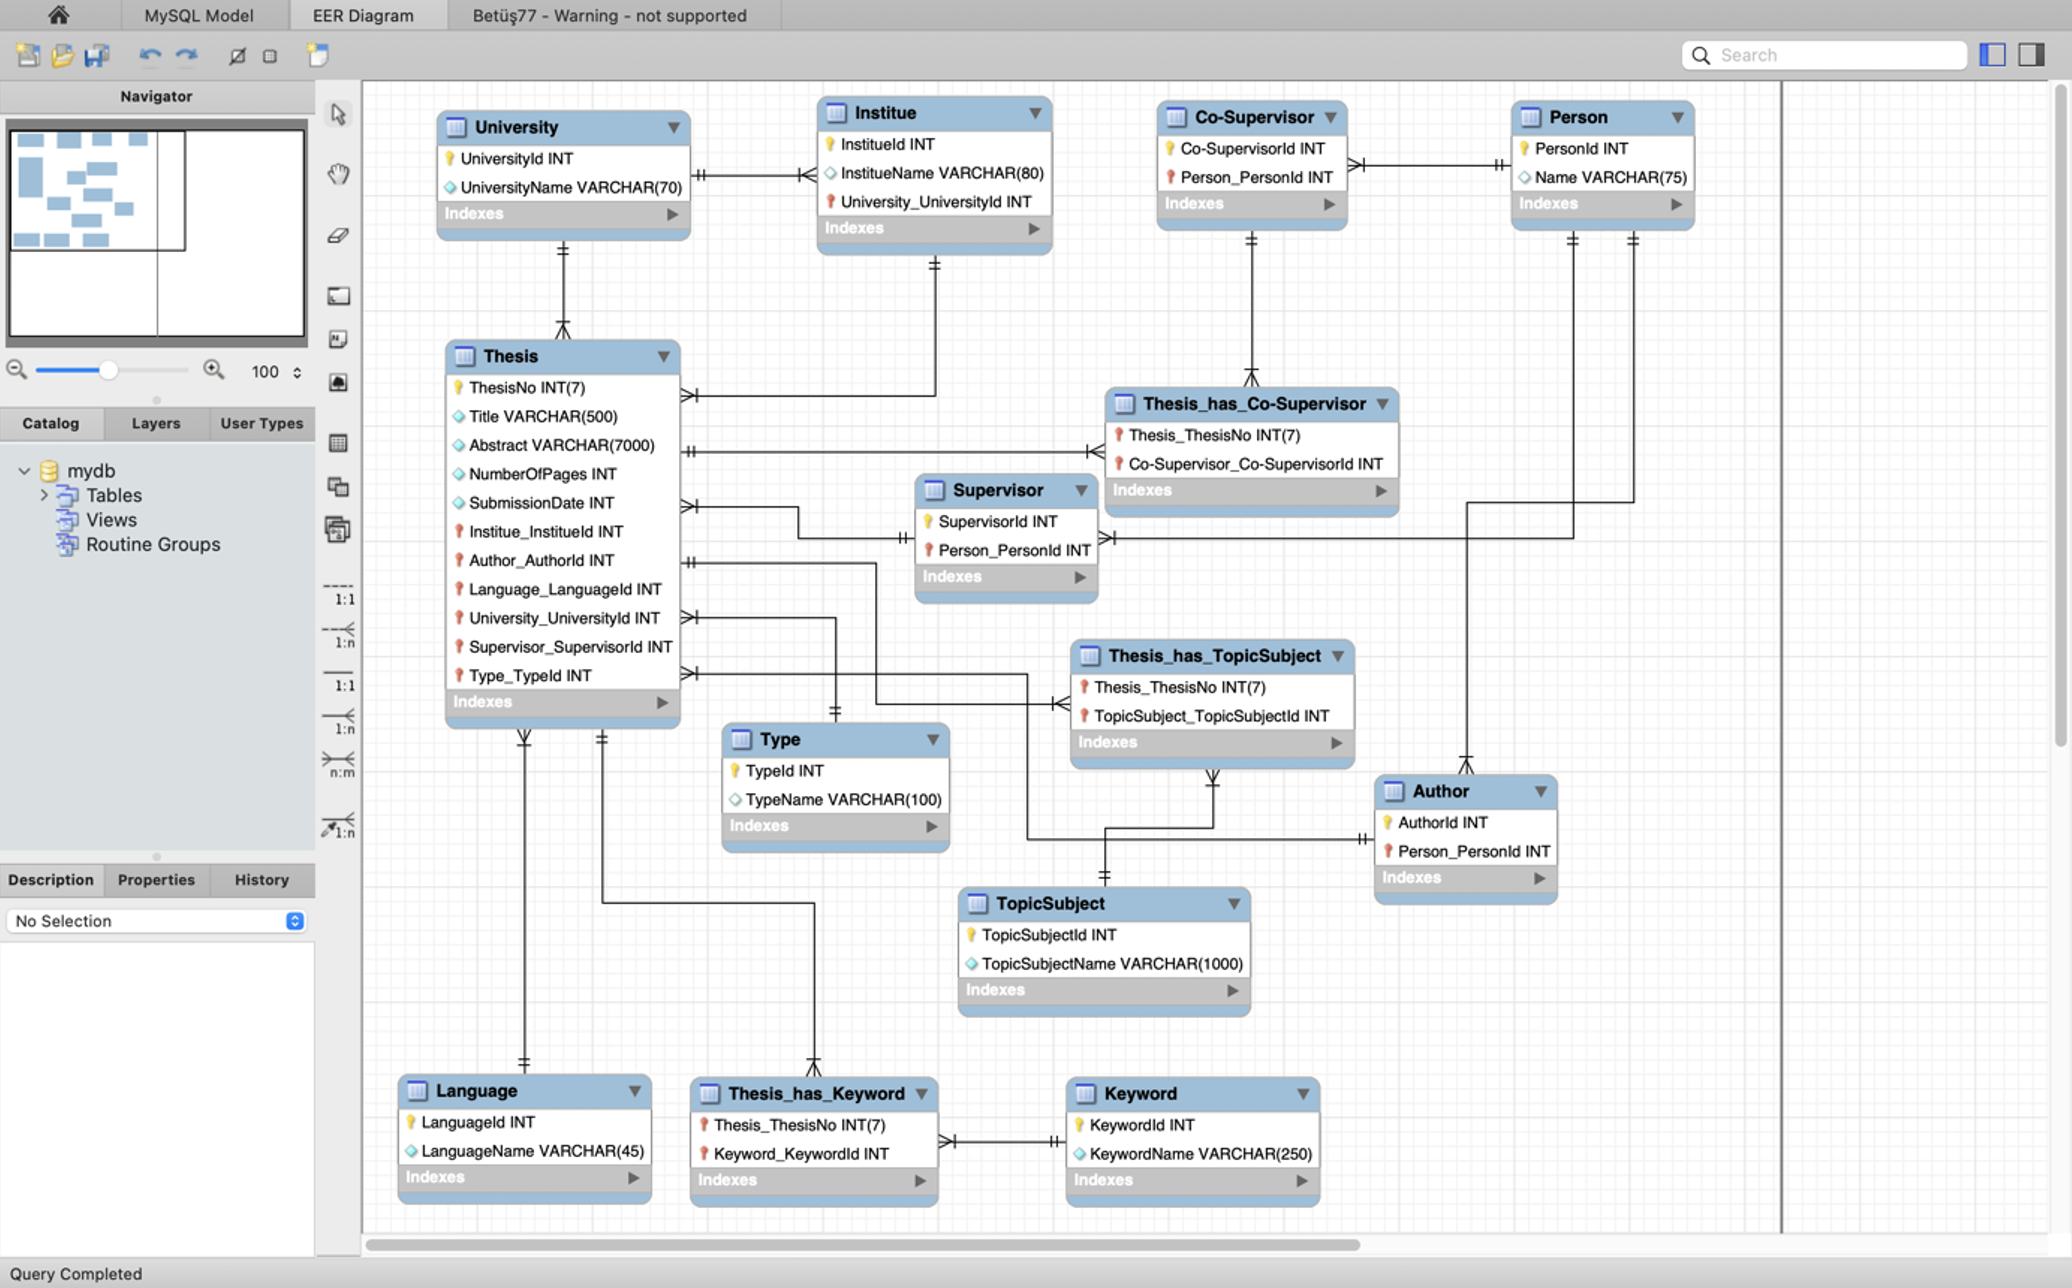 MySQL Model
EER Diagram
Betüş77 - Warning - not supported
Search
Navigator
100
Catalog
Layers
User Types
mydb
Tables
Views
Routine Groups
Description
Properties
History
No Selection
1:1
1:n
1:1
1:n
n:m
1:n
University
UniversityId INT
UniversityName VARCHAR(70)
Indexes
Institue
InstitueId INT
InstitueName VARCHAR(80)
University_UniversityId INT
Indexes
Co-Supervisor
Co-SupervisorId INT
Person_PersonId INT
Indexes
Person
PersonId INT
Name VARCHAR(75)
Indexes
Thesis
ThesisNo INT(7)
Title VARCHAR(500)
Abstract VARCHAR(7000)
NumberOfPages INT
SubmissionDate INT
Institue_InstitueId INT
Author_AuthorId INT
Language_LanguageId INT
University_UniversityId INT
Supervisor_SupervisorId INT
Type_TypeId INT
Indexes
Thesis_has_Co-Supervisor
Thesis_ThesisNo INT(7)
Co-Supervisor_Co-SupervisorId INT
Indexes
Supervisor
SupervisorId INT
Person_PersonId INT
Indexes
Thesis_has_TopicSubject
Thesis_ThesisNo INT(7)
TopicSubject_TopicSubjectId INT
Indexes
Type
TypeId INT
TypeName VARCHAR(100)
Indexes
Author
AuthorId INT
Person_PersonId INT
Indexes
TopicSubject
TopicSubjectId INT
TopicSubjectName VARCHAR(1000)
Indexes
Language
LanguageId INT
LanguageName VARCHAR(45)
Indexes
Thesis_has_Keyword
Thesis_ThesisNo INT(7)
Keyword_KeywordId INT
Indexes
Keyword
KeywordId INT
KeywordName VARCHAR(250)
Indexes
Query Completed